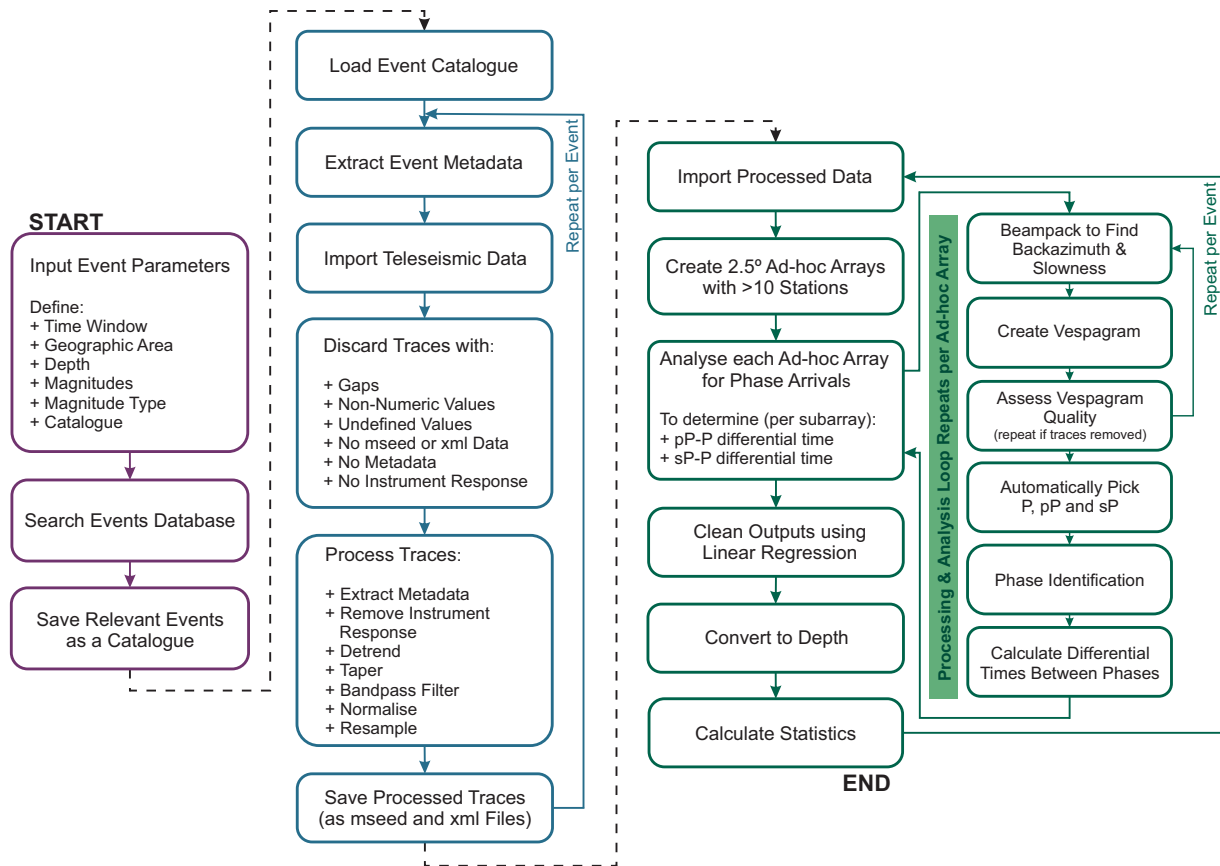 START
Input Event Parameters
Define:
+ Time Window
+ Geographic Area
+ Depth
+ Magnitudes
+ Magnitude Type
+ Catalogue
Search Events Database
Save Relevant Events
as a Catalogue
Load Event Catalogue
Extract Event Metadata
Import Teleseismic Data
Discard Traces with:
+ Gaps
+ Non-Numeric Values
+ Undefined Values
+ No mseed or xml Data
+ No Metadata
+ No Instrument Response
Process Traces:
+ Extract Metadata
+ Remove Instrument
Response
+ Detrend
+ Taper
+ Bandpass Filter
+ Normalise
+ Resample
Save Processed Traces
(as mseed and xml Files)
Repeat per Event
Import Processed Data
Create 2.5º Ad-hoc Arrays
with >10 Stations
Analyse each Ad-hoc Array
for Phase Arrivals
To determine (per subarray):
+ pP-P differential time
+ sP-P differential time
Clean Outputs using
Linear Regression
Convert to Depth
Calculate Statistics
END
Processing & Analysis Loop Repeats per Ad-hoc Array
Beampack to Find
Backazimuth &
Slowness
Create Vespagram
Assess Vespagram
Quality
(repeat if traces removed)
Automatically Pick
P, pP and sP
Phase Identification
Calculate Differential
Times Between Phases
Repeat per Event